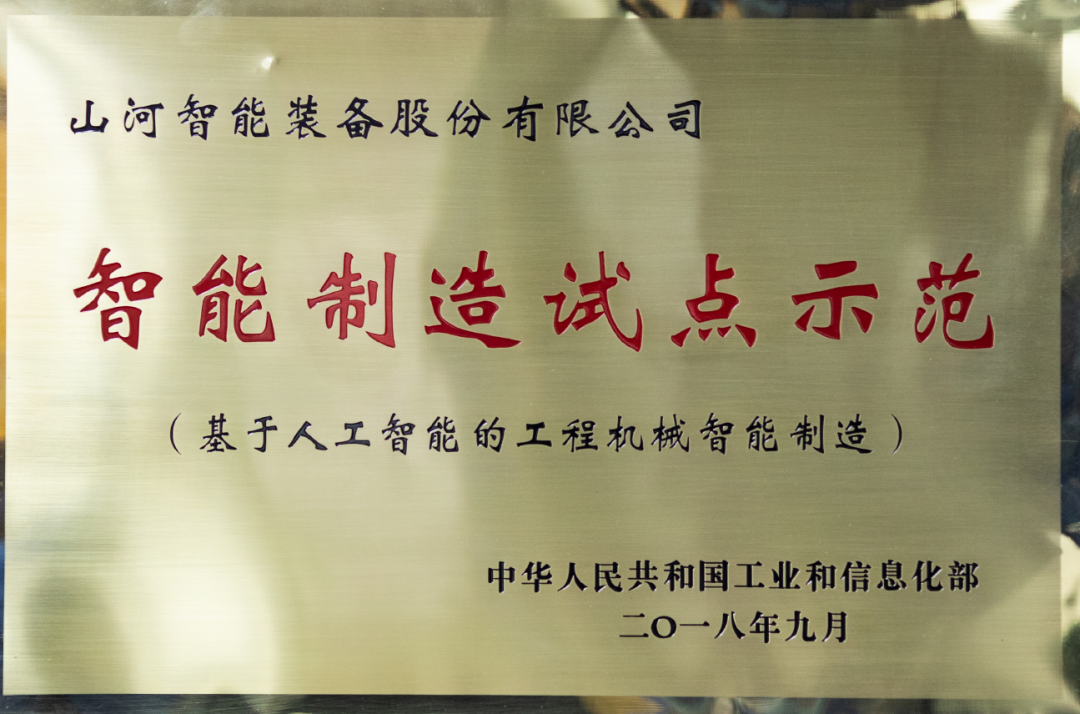 山河智能装备股份有限公司
智能制造试点示范
（基于人工智能的工程机械智能制造）
中华人民共和国工业和信息化部
二〇一八年九月